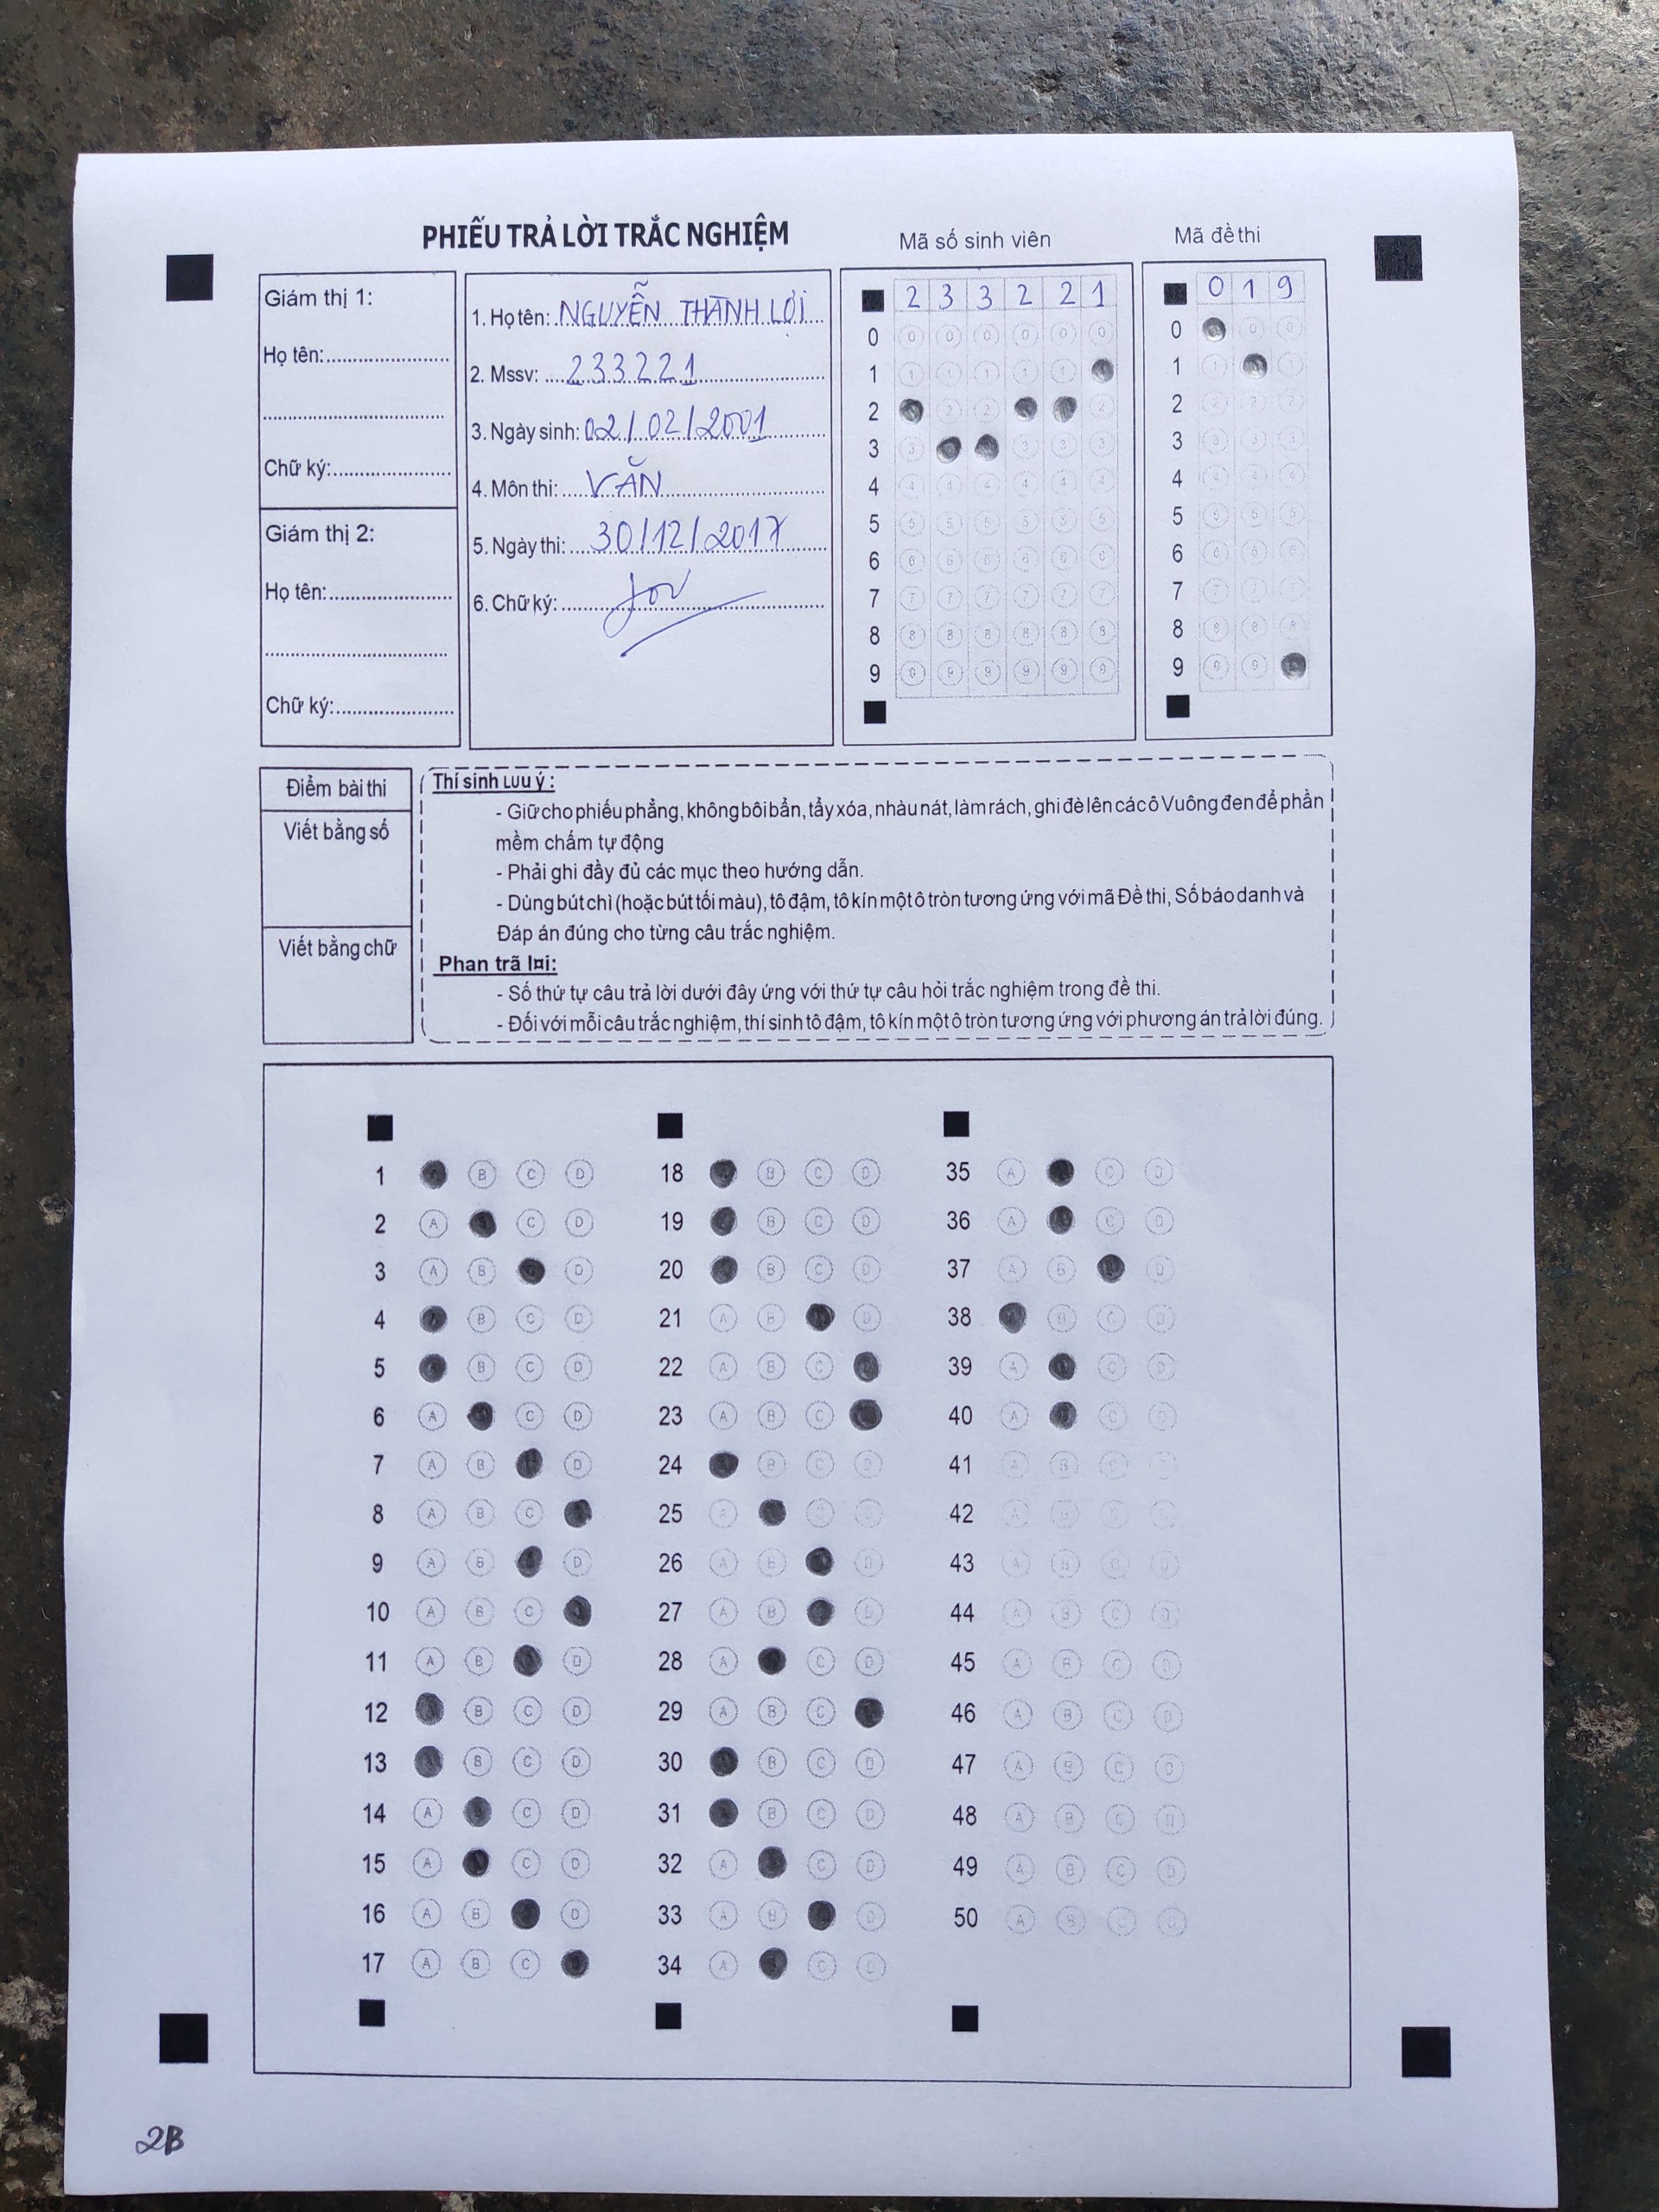 PHIẾU TRẢ LỜI TRẮC NGHIỆM
Mã số sinh viên
Mã đề thi
Giám thị 1:
Họ tên:
Chữ ký:
Giám thị 2:
Họ tên:
Chữ ký:
1. Họ tên: NGUYỄN THÀNH LỢI
2. Mssv: 233221
3. Ngày sinh: 02/02/2001
4. Môn thi: VĂN
5. Ngày thi: 30/12/2017
6. Chữ ký:
2 3 3 2 2 1
0 0 0 0 0 0 0
1 1 1 1 1 1
2 2 2 2
3 3 3 3 3
4 4 4 4 4 4 4
5 5 5 5 5 5 5
6 6 6 6 6 6 6
7 7 7 7 7 7 7
8 8 8 8 8 8 8
9 9 9 9 9 9 9
0 1 9
0 0 0
1 1 1
2 2 2 2
3 3 3 3
4 4 4 4
5 5 5 5
6 6 6 6
7 7 7 7
8 8 8 8
9 9 9
Điểm bài thi
Viết bằng số
Viết bằng chữ
Thí sinh Lưu ý :
- Giữ cho phiếu phẳng, không bôi bẩn, tẩy xóa, nhàu nát, làm rách, ghi đè lên các ô Vuông đen để phần
mềm chấm tự động
- Phải ghi đầy đủ các mục theo hướng dẫn.
- Dùng bút chì (hoặc bút tối màu), tô đậm, tô kín một ô tròn tương ứng với mã Đề thi, Số báo danh và
Đáp án đúng cho từng câu trắc nghiệm.
Phan trã l¤i:
- Số thứ tự câu trả lời dưới đây ứng với thứ tự câu hỏi trắc nghiệm trong đề thi.
- Đối với mỗi câu trắc nghiệm, thí sinh tô đậm, tô kín một ô tròn tương ứng với phương án trả lời đúng.
1 B C D
2 A C D
3 A B D
4 B C D
5 B C D
6 A C D
7 A B D
8 A B C
9 A B D
10 A B C
11 A B D
12 B C D
13 B C D
14 A C D
15 A C D
16 A B D
17 A B C
18 B C D
19 B C D
20 B C D
21 A B D
22 A B C
23 A B C
24 B C D
25 A C D
26 A B D
27 A B D
28 A C D
29 A B C
30 B C D
31 B C D
32 A C D
33 A B D
34 A C D
35 A C D
36 A C D
37 A B D
38 B C D
39 A C D
40 A C D
41 A B C D
42 A B C D
43 A B C D
44 A B C D
45 A B C D
46 A B C D
47 A B C D
48 A B C D
49 A B C D
50 A B C D
2B